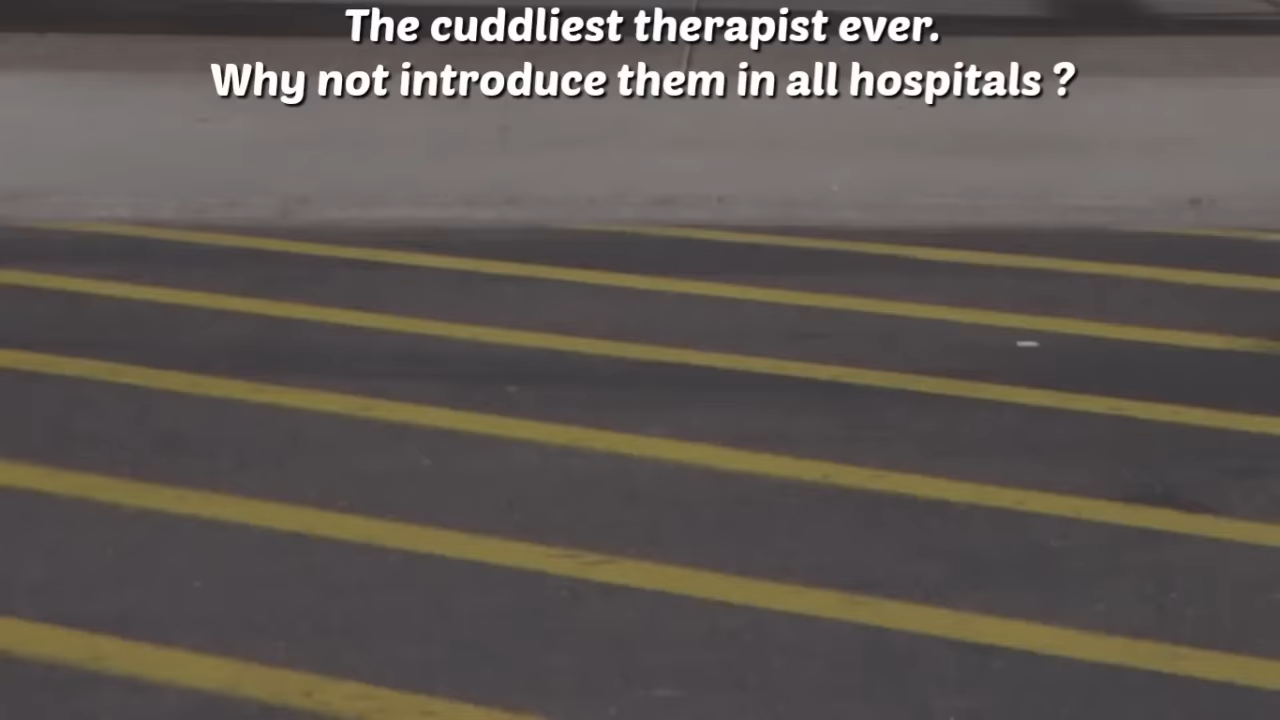 The cuddliest therapist ever.
Why not introduce them in all hospitals ?